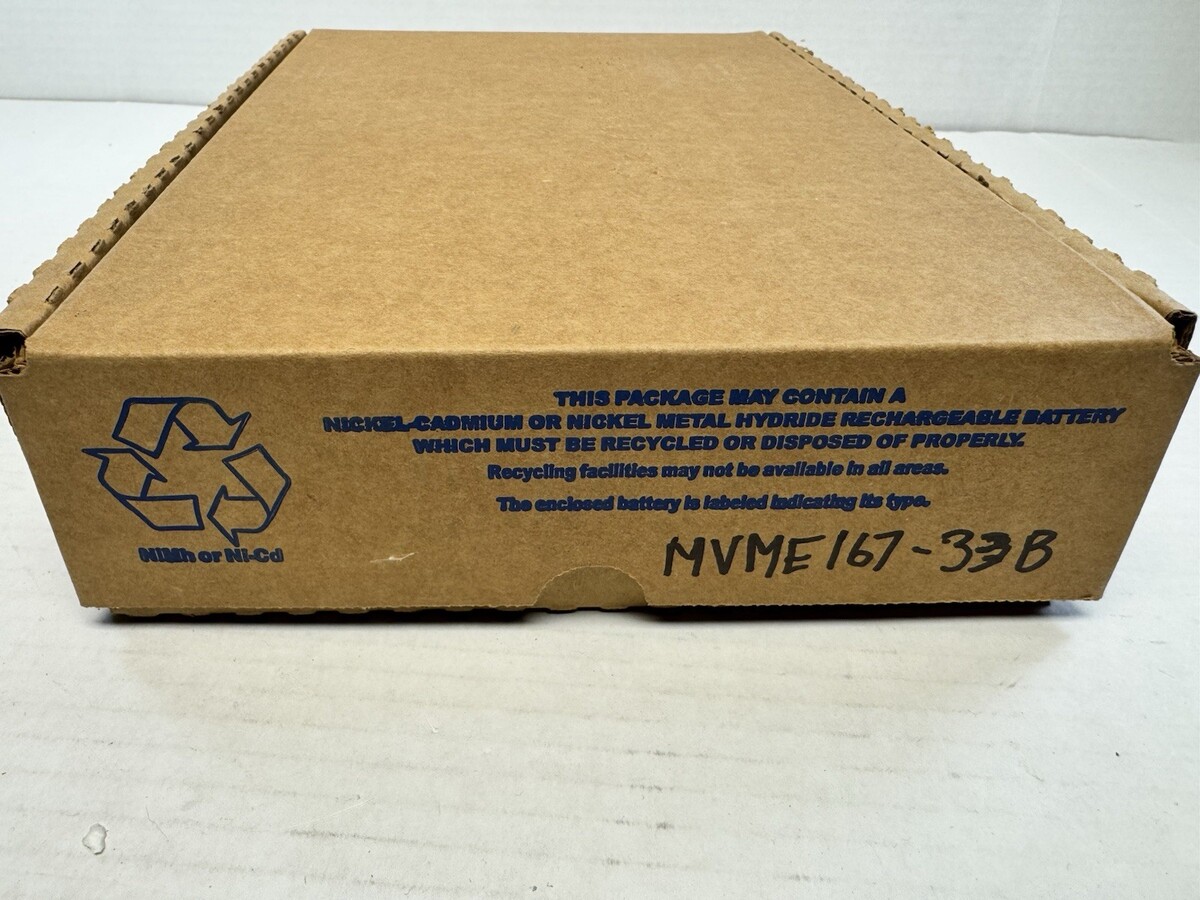 THIS PACKAGE MAY CONTAIN A
NICKEL-CADMIUM OR NICKEL METAL HYDRIDE RECHARGEABLE BATTERY
WHICH MUST BE RECYCLED OR DISPOSED OF PROPERLY.
Recycling facilities may not be available in all areas.
The enclosed battery is labeled indicating its type.
NiMh or Ni-Cd
MVME167-33B